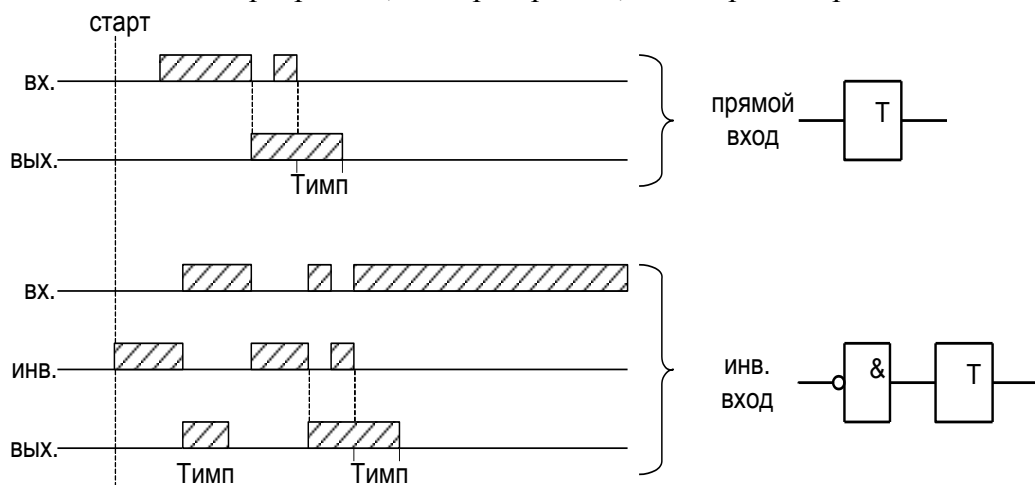 старт
вх.
вых.
Тимп
прямой
вход
Т
вх.
инв.
вых.
Тимп
Тимп
инв.
вход
&
Т